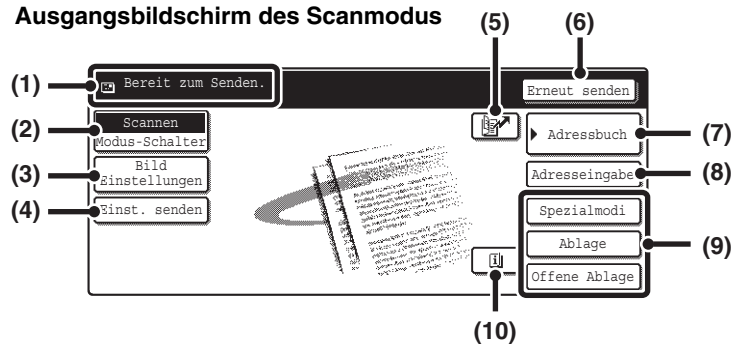 Ausgangsbildschirm des Scanmodus
(5)
(6)
(1)
Bereit zum Senden.
Erneut senden
(2)
Scannen
Modus-Schalter
Adressbuch
(7)
(3)
Bild
Einstellungen
Adresseingabe
(8)
(4)
Einst. senden
Spezialmodi
Ablage
(9)
Offene Ablage
(10)